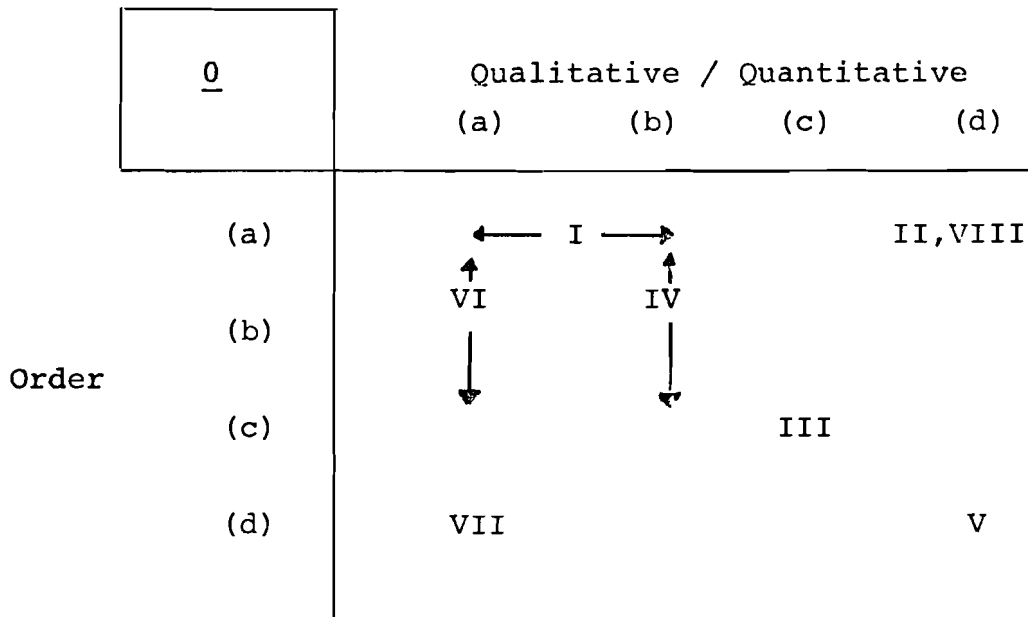 0 Qualitative / Quantitative
(a) (b) (c) (d)
(a) I II,VIII
VI IV
(b)
Order
(c) III
(d) VII V